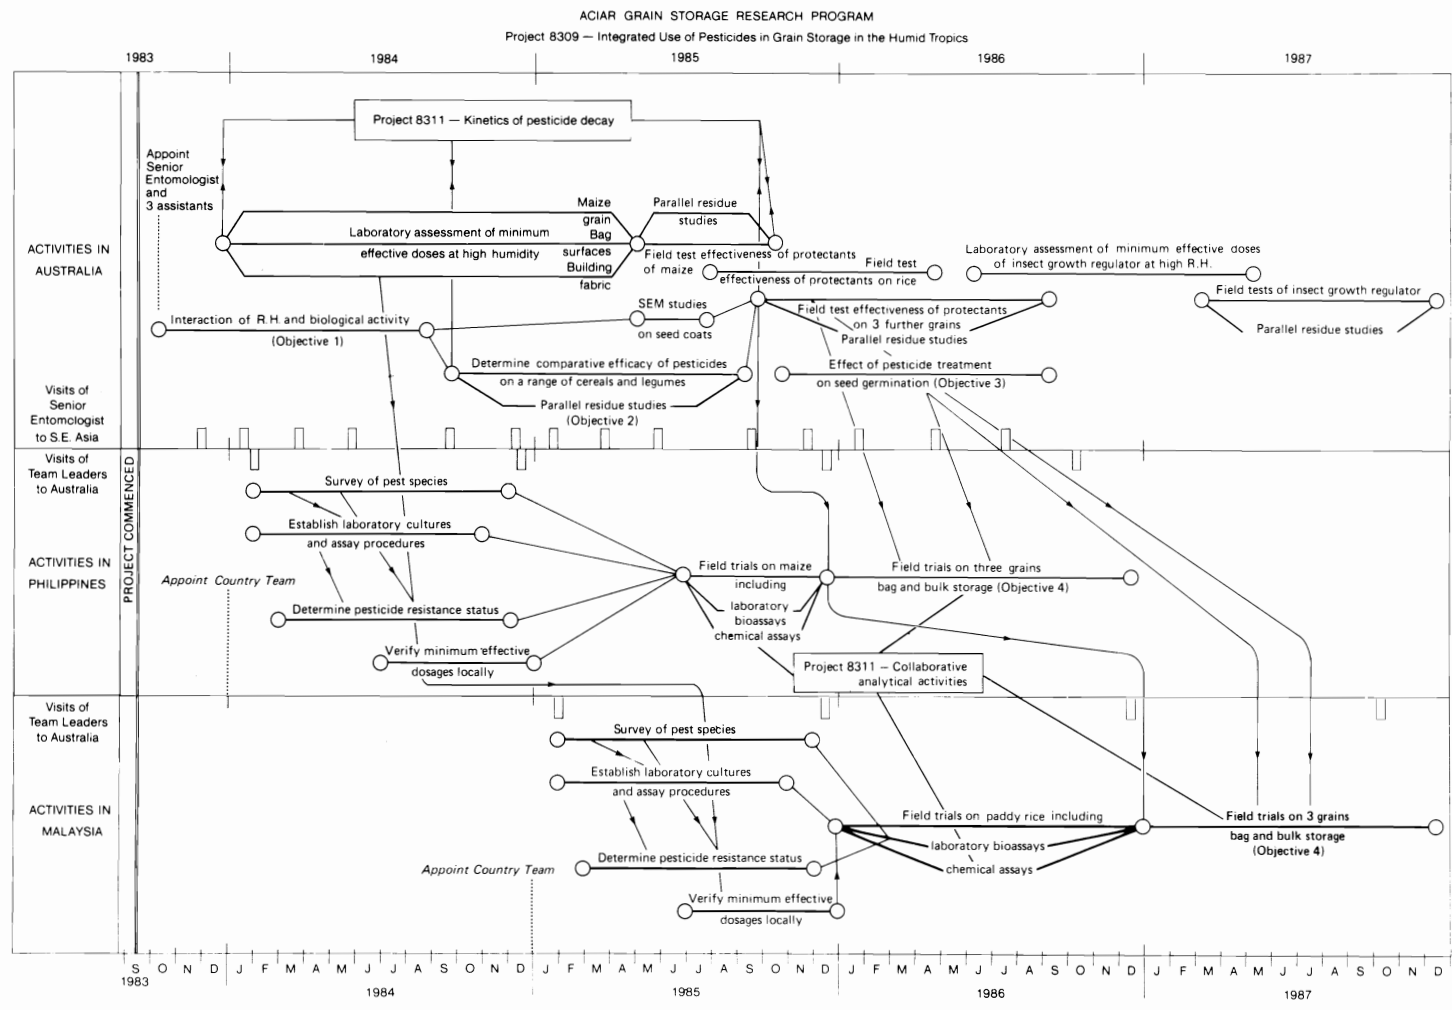 ACIAR GRAIN STORAGE RESEARCH PROGRAM
Project 8309 — Integrated Use of Pesticides in Grain Storage in the Humid Tropics
1983 1984 1985 1986 1987
Project 8311 — Kinetics of pesticide decay
Appoint
Senior
Entomologist
and
3 assistants
ACTIVITIES IN
AUSTRALIA
Maize
grain
Bag
surfaces
Building
fabric
Laboratory assessment of minimum
effective doses at high humidity
Parallel residue
studies
Field test effectiveness of protectants
of maize
Field test
effectiveness of protectants on rice
Laboratory assessment of minimum effective doses
of insect growth regulator at high R.H.
Field tests of insect growth regulator
Parallel residue studies
Interaction of R.H. and biological activity
(Objective 1)
SEM studies
on seed coats
Field test effectiveness of protectants
on 3 further grains
Parallel residue studies
Determine comparative efficacy of pesticides
on a range of cereals and legumes
Parallel residue studies
(Objective 2)
Effect of pesticide treatment
on seed germination (Objective 3)
Visits of
Senior
Entomologist
to S.E. Asia
Visits of
Team Leaders
to Australia
PROJECT COMMENCED
ACTIVITIES IN
PHILIPPINES
Survey of pest species
Establish laboratory cultures
and assay procedures
Appoint Country Team
Determine pesticide resistance status
Verify minimum effective
dosages locally
Field trials on maize
including
laboratory
bioassays
chemical assays
Field trials on three grains
bag and bulk storage (Objective 4)
Project 8311 — Collaborative
analytical activities
Visits of
Team Leaders
to Australia
ACTIVITIES IN
MALAYSIA
Survey of pest species
Establish laboratory cultures
and assay procedures
Appoint Country Team
Determine pesticide resistance status
Verify minimum effective
dosages locally
Field trials on paddy rice including
laboratory bioassays
chemical assays
Field trials on 3 grains
bag and bulk storage
(Objective 4)
S O N D J F M A M J J A S O N D J F M A M J J A S O N D J F M A M J J A S O N D J F M A M J J A S O N D
1983 1984 1985 1986 1987